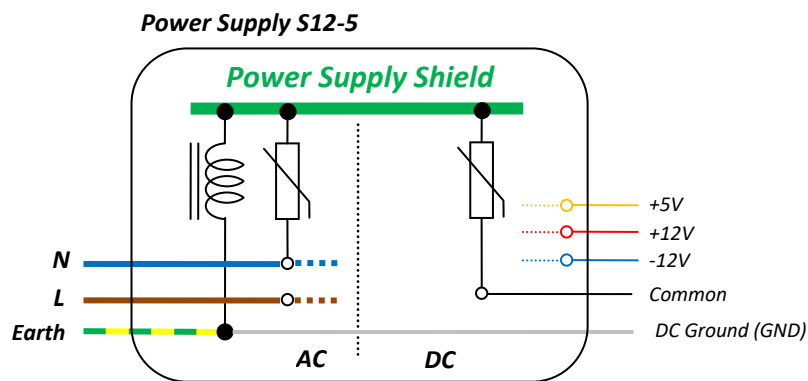 Power Supply S12-5
Power Supply Shield
+5V
+12V
N
-12V
L
Common
Earth
DC Ground (GND)
AC
DC